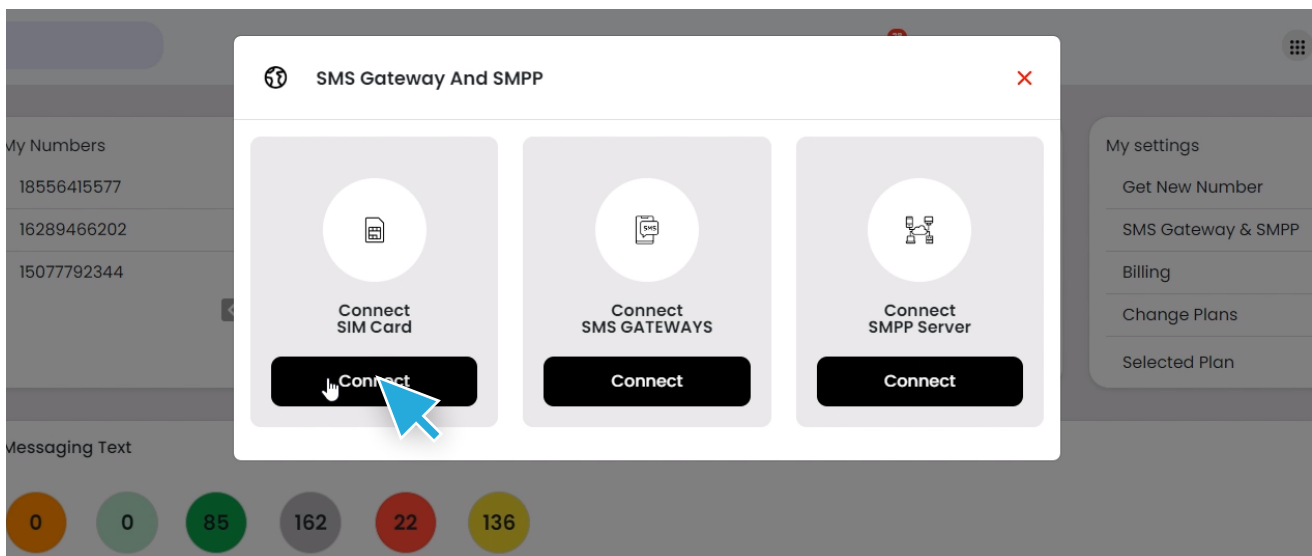 SMS Gateway And SMPP
My Numbers
18556415577
16289466202
15077792344
SMS
Connect
SIM Card
Connect
Connect
SMS GATEWAYS
Connect
Connect
SMPP Server
Connect
My settings
Get New Number
SMS Gateway & SMPP
Billing
Change Plans
Selected Plan
Messaging Text
0
0
85
162
22
136